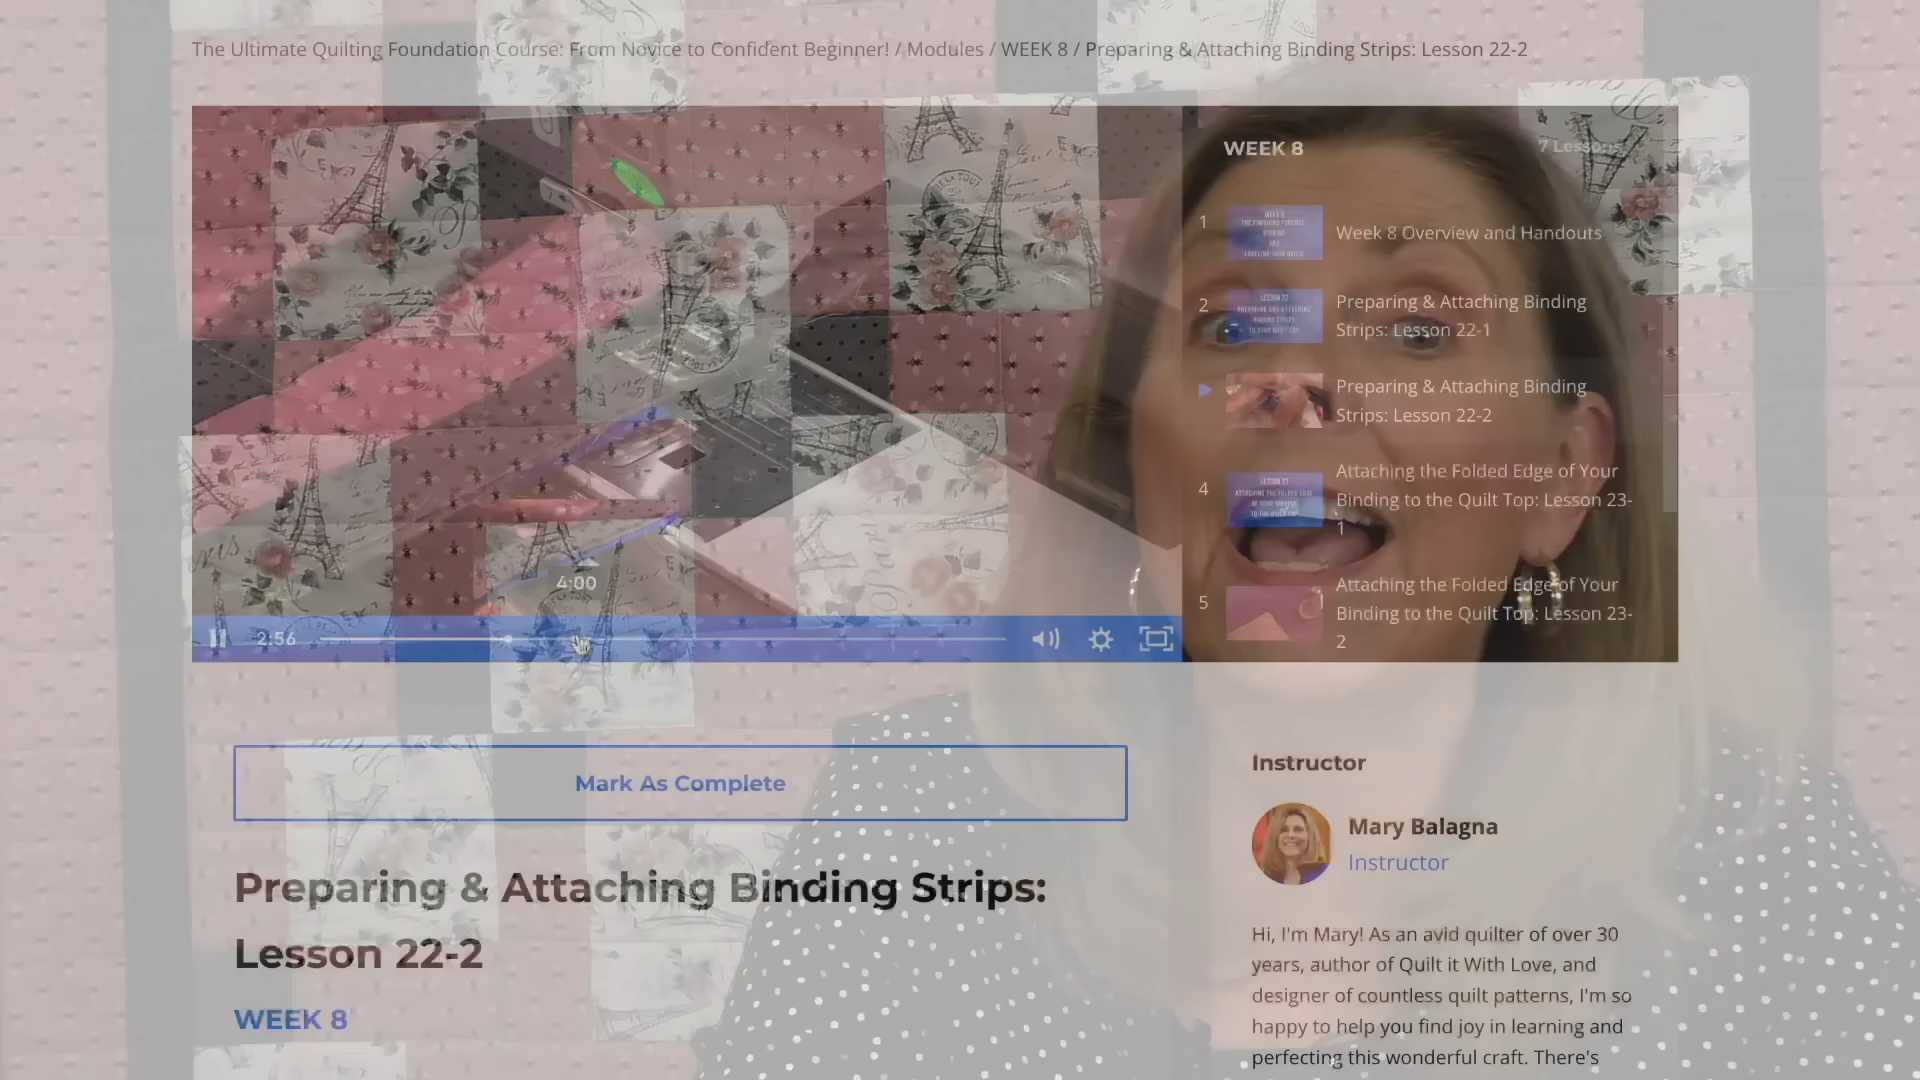 The Ultimate Quilting Foundation Course: From Novice to Confident Beginner! / Modules / WEEK 8 / Preparing & Attaching Binding Strips: Lesson 22-2
WEEK 8
7 Lessons
1
Week 8 Overview and Handouts
2
Preparing & Attaching Binding
Strips: Lesson 22-1
Preparing & Attaching Binding
Strips: Lesson 22-2
4
Attaching the Folded Edge of Your
Binding to the Quilt Top: Lesson 23-
1
5
Attaching the Folded Edge of Your
Binding to the Quilt Top: Lesson 23-
2
4:00
2:56
Mark As Complete
Preparing & Attaching Binding Strips:
Lesson 22-2
WEEK 8
Instructor
Mary Balagna
Instructor
Hi, I'm Mary! As an avid quilter of over 30
years, author of Quilt it With Love, and
designer of countless quilt patterns, I'm so
happy to help you find joy in learning and
perfecting this wonderful craft. There's